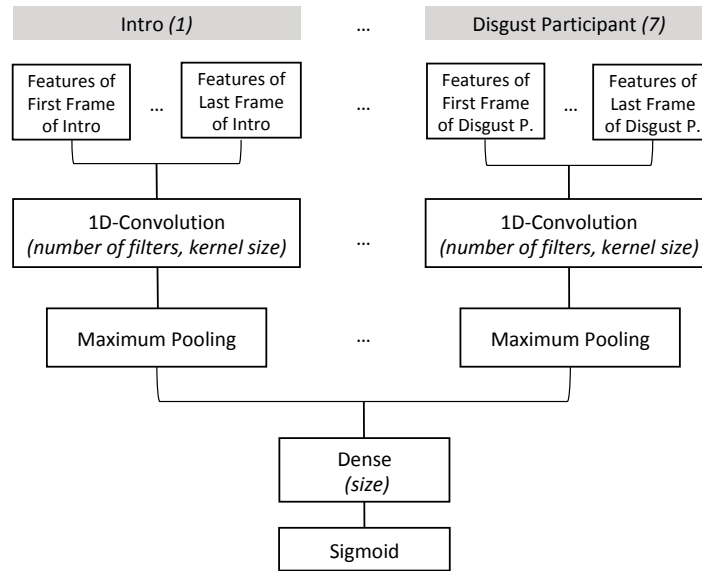 Intro (1)
...
Disgust Participant (7)
Features of
First Frame
of Intro
...
Features of
Last Frame
of Intro
...
Features of
First Frame
of Disgust P.
...
Features of
Last Frame
of Disgust P.
1D-Convolution
(number of filters, kernel size)
...
1D-Convolution
(number of filters, kernel size)
Maximum Pooling
...
Maximum Pooling
Dense
(size)
Sigmoid